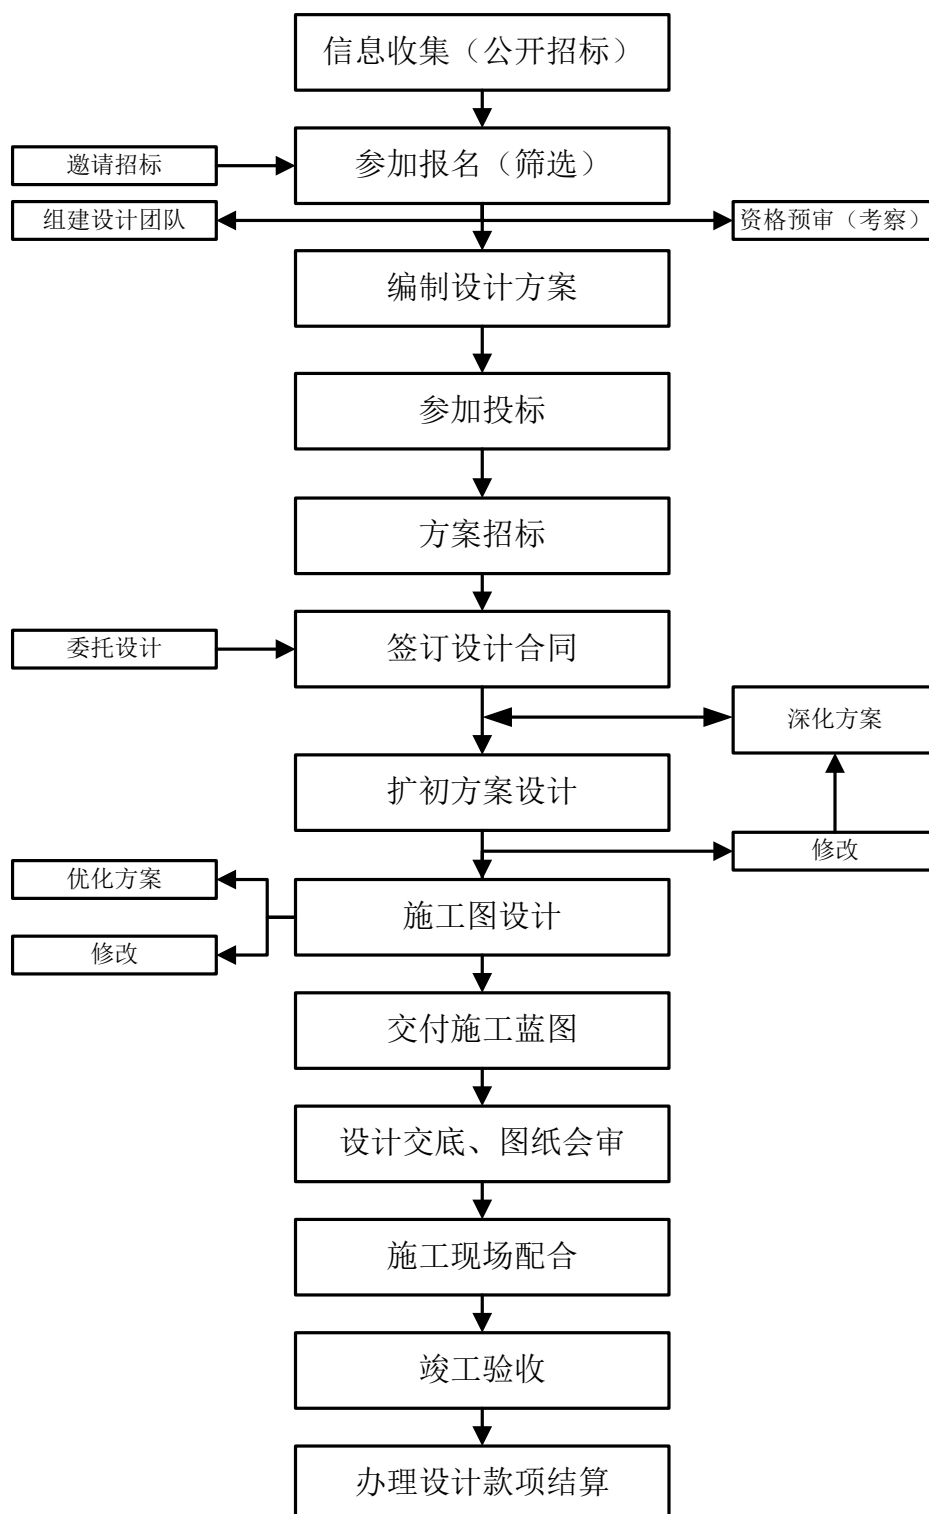 信息收集（公开招标）
邀请招标
参加报名（筛选）
组建设计团队
资格预审（考察）
编制设计方案
参加投标
方案招标
委托设计
签订设计合同
深化方案
扩初方案设计
修改
优化方案
施工图设计
修改
交付施工蓝图
设计交底、图纸会审
施工现场配合
竣工验收
办理设计款项结算